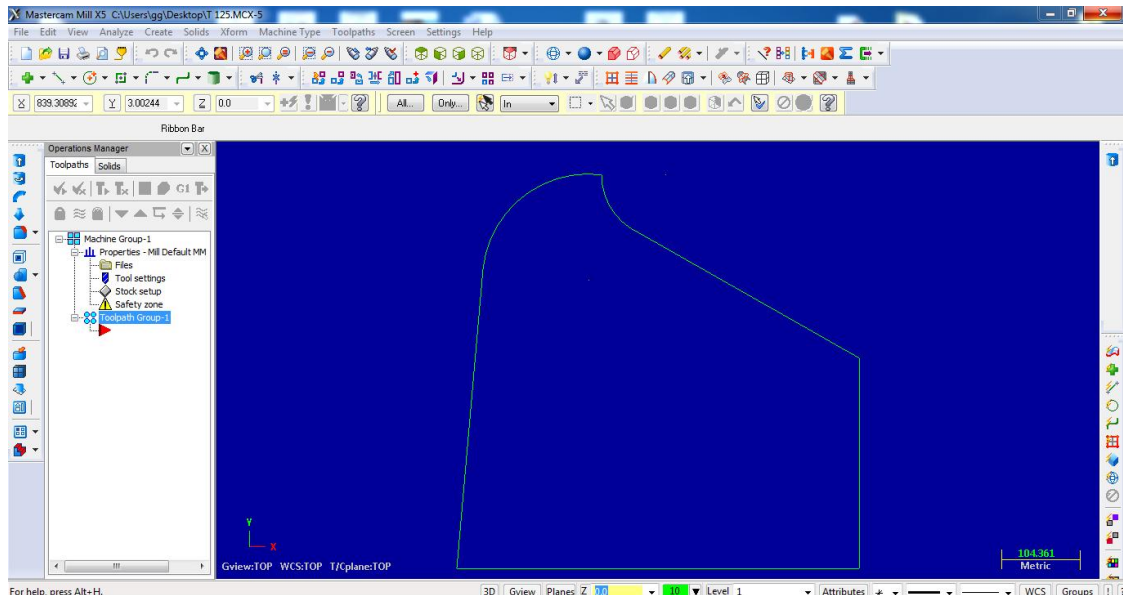 Mastercam Mill X5 C:\Users\gg\Desktop\T 125.MCX-5
File Edit View Analyze Create Solids Xform Machine Type Toolpaths Screen Settings Help
X 839.3089 Y 3.00244 Z 0.0 All... Only... In
Ribbon Bar
Operations Manager
Toolpaths Solids
G1
Machine Group-1
Properties - Mill Default MM
Files
Tool settings
Stock setup
Safety zone
Toolpath Group-1
Y
X
Gview:TOP WCS:TOP T/Cplane:TOP
104.361
Metric
For help, press Alt+H.
3D Gview Planes Z 0.0 10 Level 1 Attributes WCS Groups